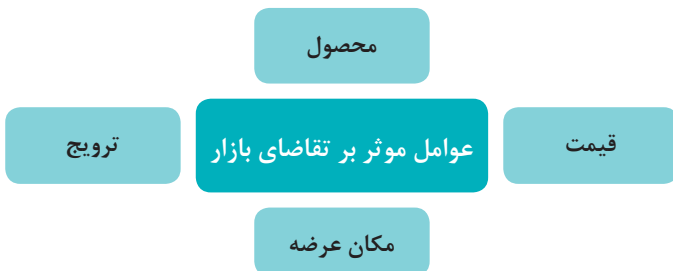 محصول
قیمت
عوامل موثر بر تقاضای بازار
ترویج
مکان عرضه